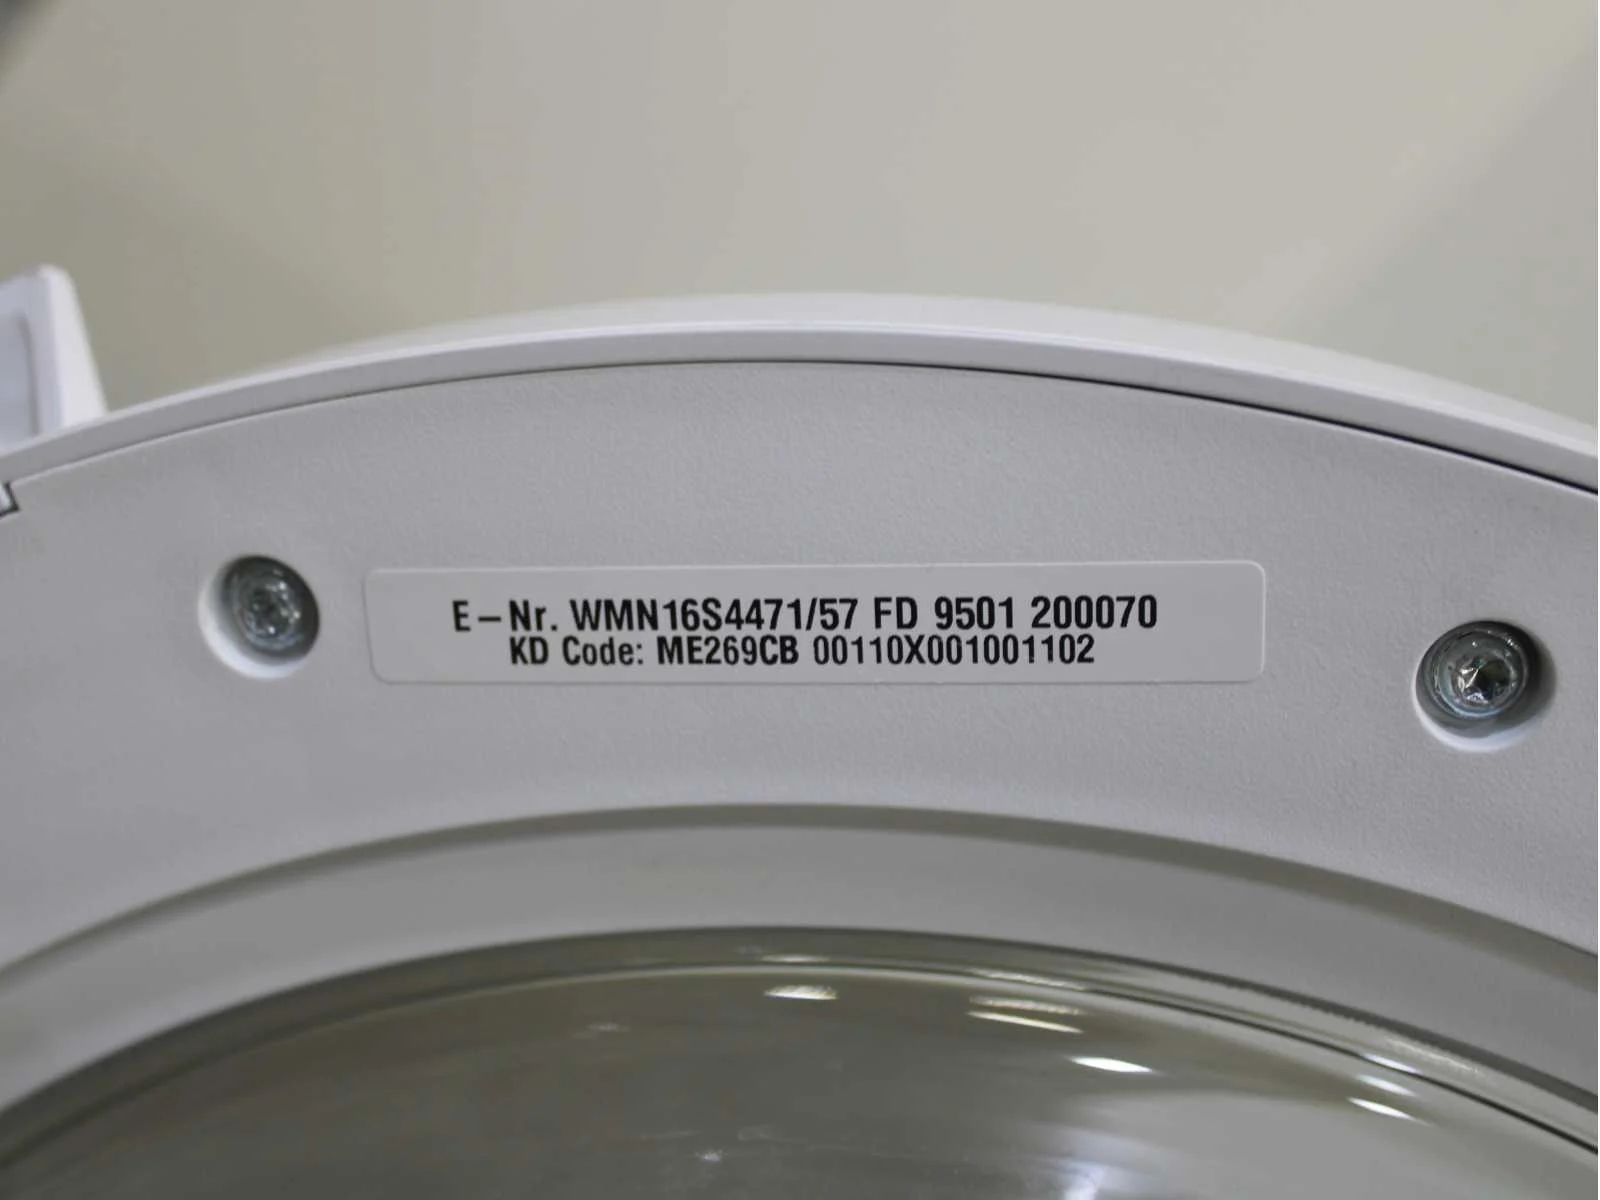 E-Nr. WMN16S4471/57 FD 9501 200070
KD Code: ME269CB 00110X001001102